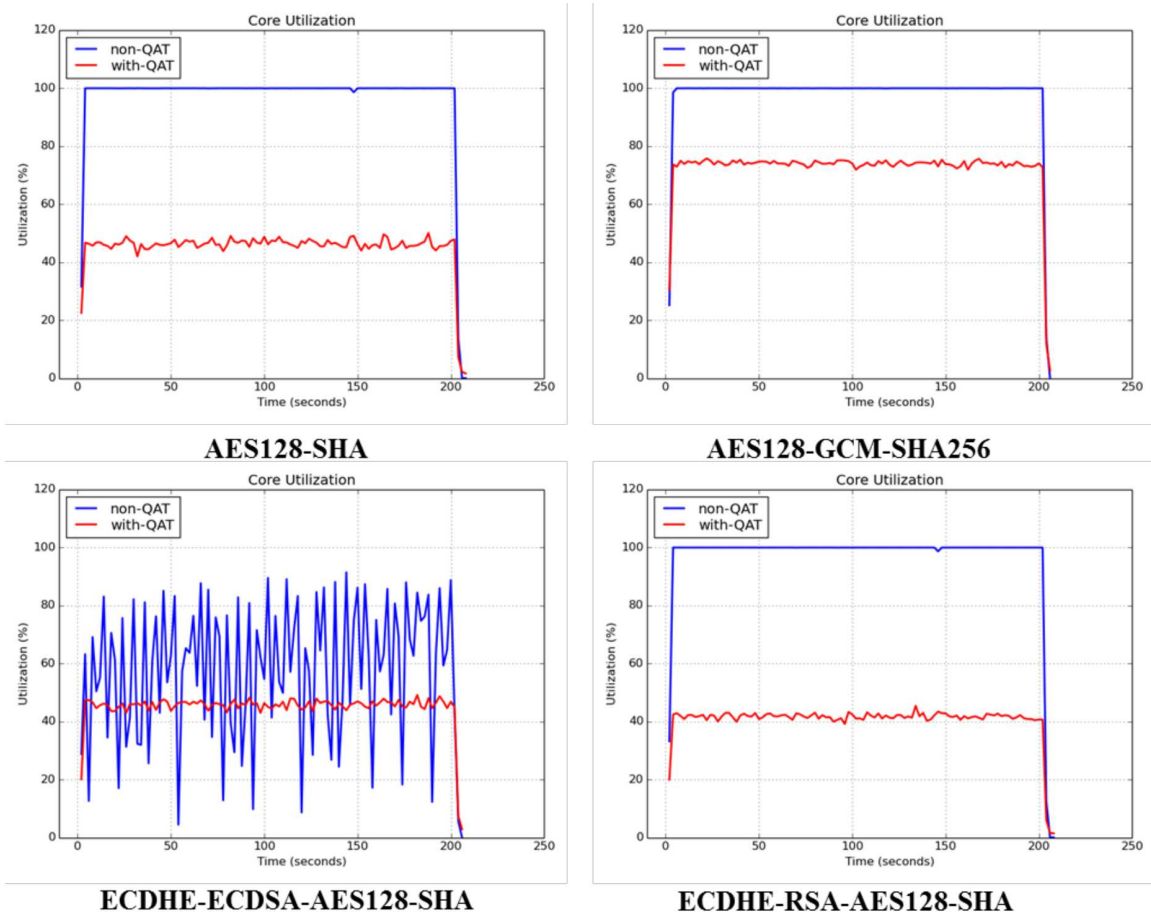 Core Utilization
120
100
80
60
40
20
0
non-QAT
with-QAT
Utilization (%)
0 50 100 150 200 250
Time (seconds)
AES128-SHA
Core Utilization
120
100
80
60
40
20
0
non-QAT
with-QAT
Utilization (%)
0 50 100 150 200 250
Time (seconds)
AES128-GCM-SHA256
Core Utilization
120
100
80
60
40
20
0
non-QAT
with-QAT
Utilization (%)
0 50 100 150 200 250
Time (seconds)
ECDHE-ECDSA-AES128-SHA
Core Utilization
120
100
80
60
40
20
0
non-QAT
with-QAT
Utilization (%)
0 50 100 150 200 250
Time (seconds)
ECDHE-RSA-AES128-SHA